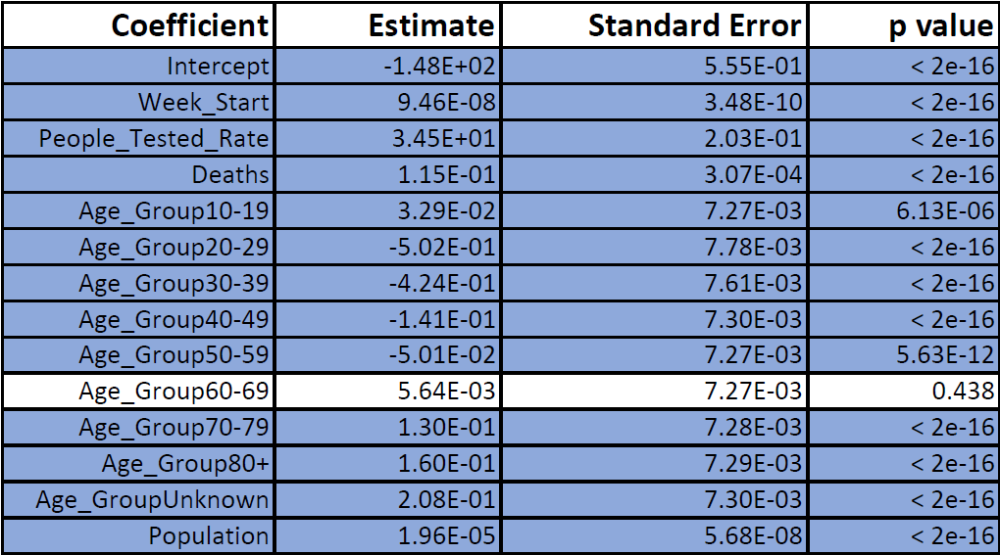 Coefficient Estimate Standard Error p value
Intercept -1.48E+02 5.55E-01 < 2e-16
Week_Start 9.46E-08 3.48E-10 < 2e-16
People_Tested_Rate 3.45E+01 2.03E-01 < 2e-16
Deaths 1.15E-01 3.07E-04 < 2e-16
Age_Group10-19 3.29E-02 7.27E-03 6.13E-06
Age_Group20-29 -5.02E-01 7.78E-03 < 2e-16
Age_Group30-39 -4.24E-01 7.61E-03 < 2e-16
Age_Group40-49 -1.41E-01 7.30E-03 < 2e-16
Age_Group50-59 -5.01E-02 7.27E-03 5.63E-12
Age_Group60-69 5.64E-03 7.27E-03 0.438
Age_Group70-79 1.30E-01 7.28E-03 < 2e-16
Age_Group80+ 1.60E-01 7.29E-03 < 2e-16
Age_GroupUnknown 2.08E-01 7.30E-03 < 2e-16
Population 1.96E-05 5.68E-08 < 2e-16